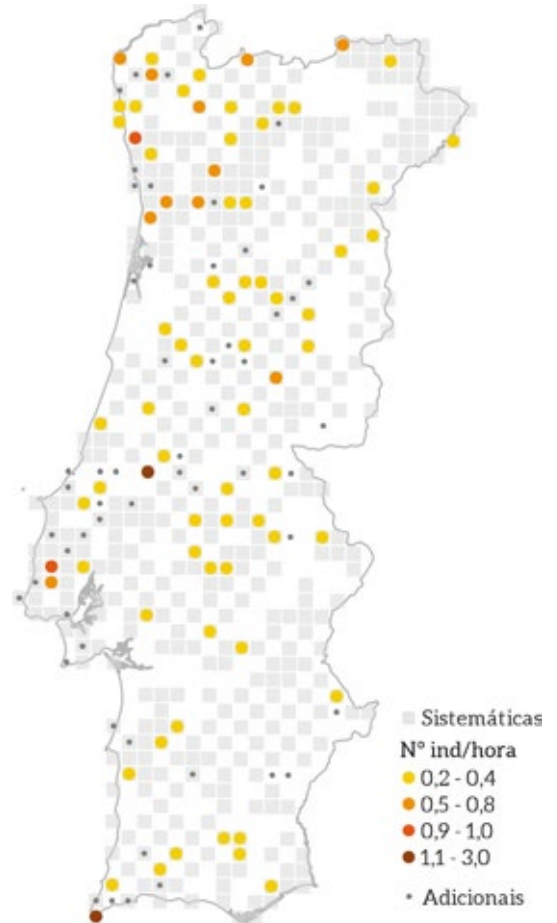 Sistemáticas
N° ind/hora
0,2 - 0,4
0,5 - 0,8
0,9 - 1,0
1,1 - 3,0
Adicionais